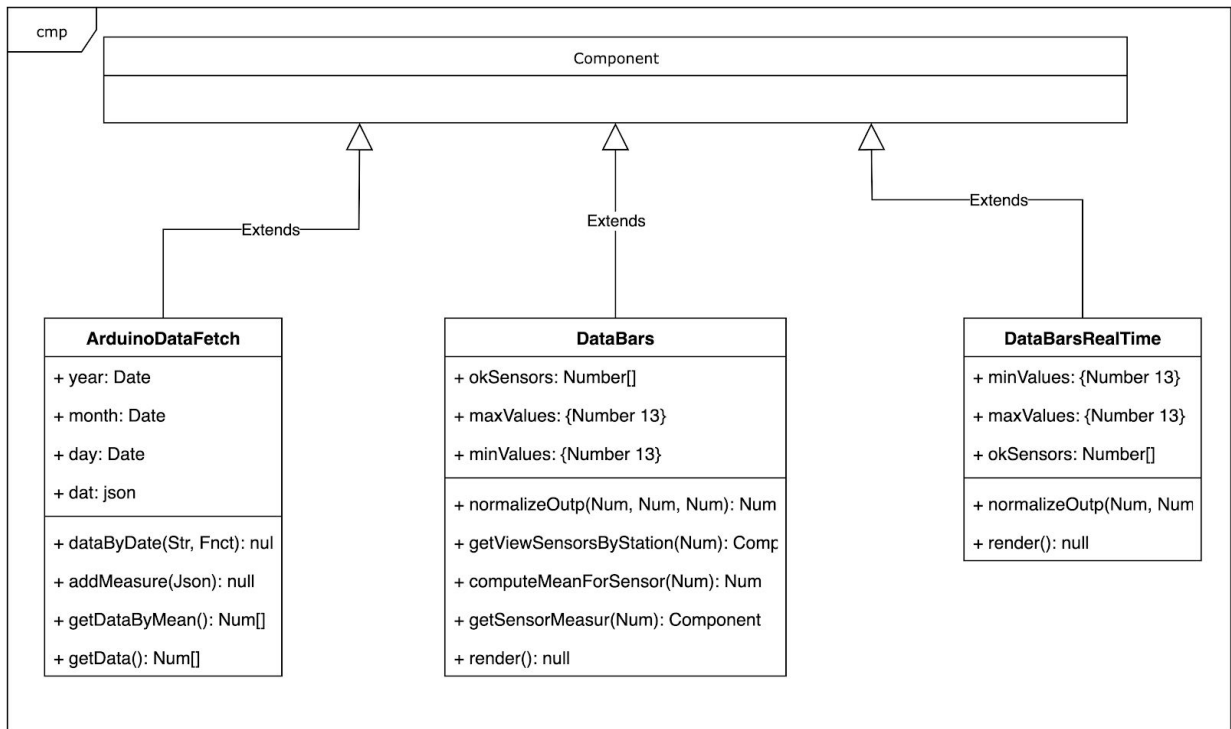 cmp
Component
Extends
Extends
Extends
ArduinoDataFetch
+ year: Date
+ month: Date
+ day: Date
+ dat: json
+ dataByDate(Str, Fnct): nul
+ addMeasure(Json): null
+ getDataByMean(): Num[]
+ getData(): Num[]
DataBars
+ okSensors: Number[]
+ maxValues: {Number 13}
+ minValues: {Number 13}
+ normalizeOutp(Num, Num, Num): Num
+ getViewSensorsByStation(Num): Comp
+ computeMeanForSensor(Num): Num
+ getSensorMeasur(Num): Component
+ render(): null
DataBarsRealTime
+ minValues: {Number 13}
+ maxValues: {Number 13}
+ okSensors: Number[]
+ normalizeOutp(Num, Num
+ render(): null